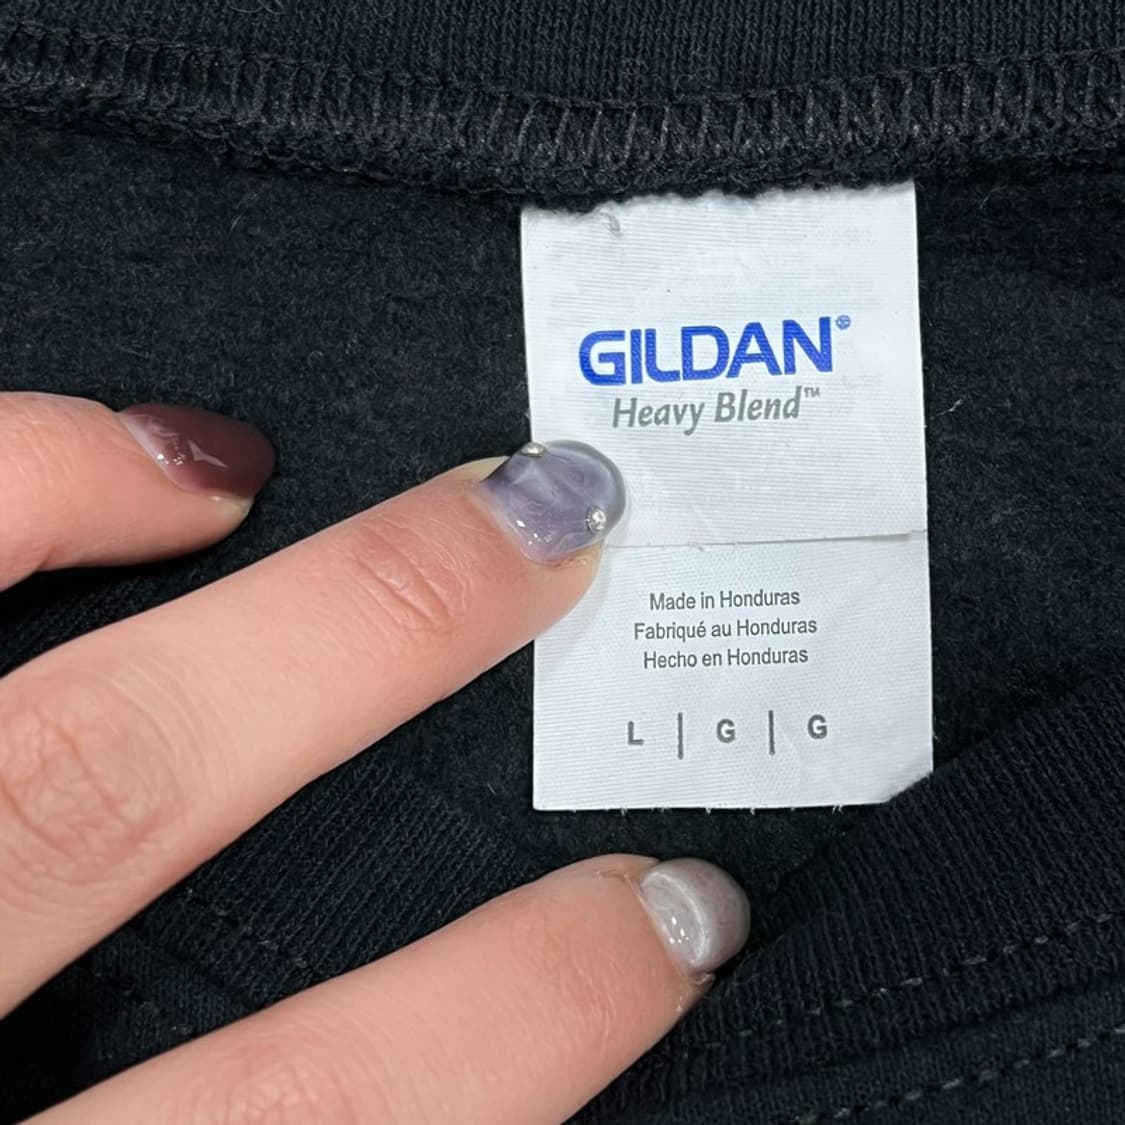 GILDAN®
Heavy Blend™
Made in Honduras
Fabriqué au Honduras
Hecho en Honduras
L | G | G